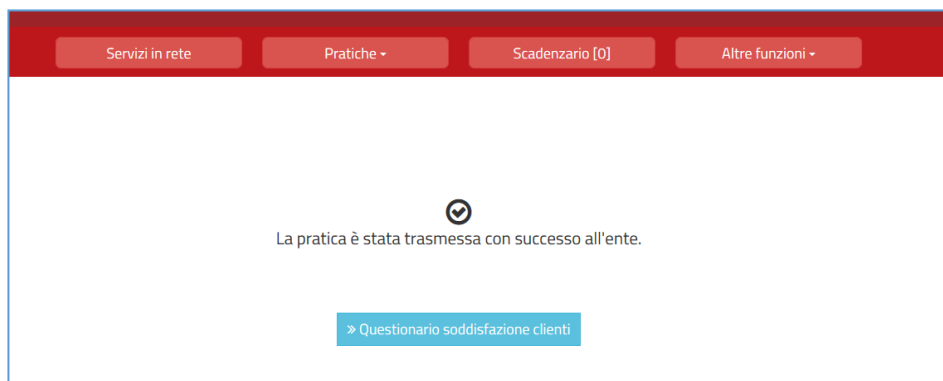 Servizi in rete Pratiche Scadenzario [0] Altre funzioni
La pratica è stata trasmessa con successo all'ente.
» Questionario soddisfazione clienti